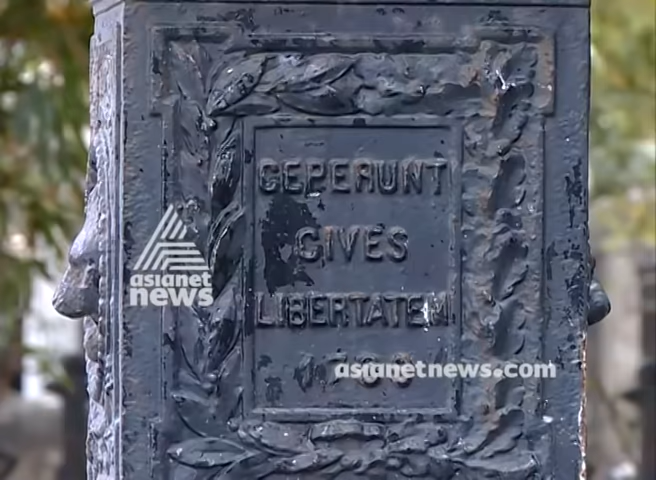 CEPERUNT
CIVES
LIBERTATEM
asianet
news
asianetnews.com